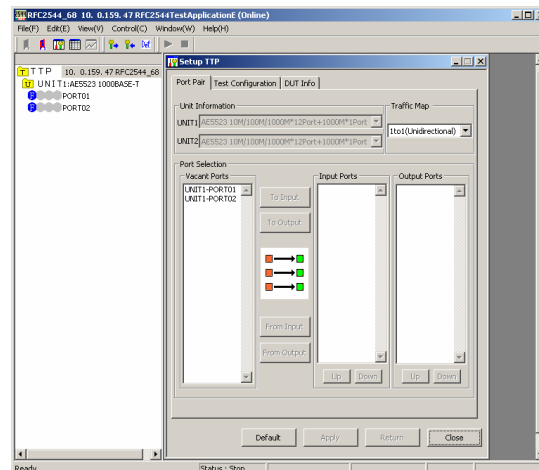 RFC2544_68 10. 0.159. 47 RFC2544TestApplicationE (Online)
File(F) Edit(E) View(V) Control(C) Window(W) Help(H)
TTP 10. 0.159. 47 RFC2544_68
UNIT1:AE5523 1000BASE-T
PORT01
PORT02
Setup TTP
Port Pair Test Configuration DUT Info
Unit Information
UNIT1 AE5523 10M/100M/1000M*12Port+1000M*1Port
UNIT2 AE5523 10M/100M/1000M*12Port+1000M*1Port
Traffic Map
1to1(Unidirectional)
Port Selection
Vacant Ports
UNIT1-PORT01
UNIT1-PORT02
To Input
To Output
From Input
From Output
Input Ports
Up Down
Output Ports
Up Down
Default Apply Return Close
Ready Status : Stop